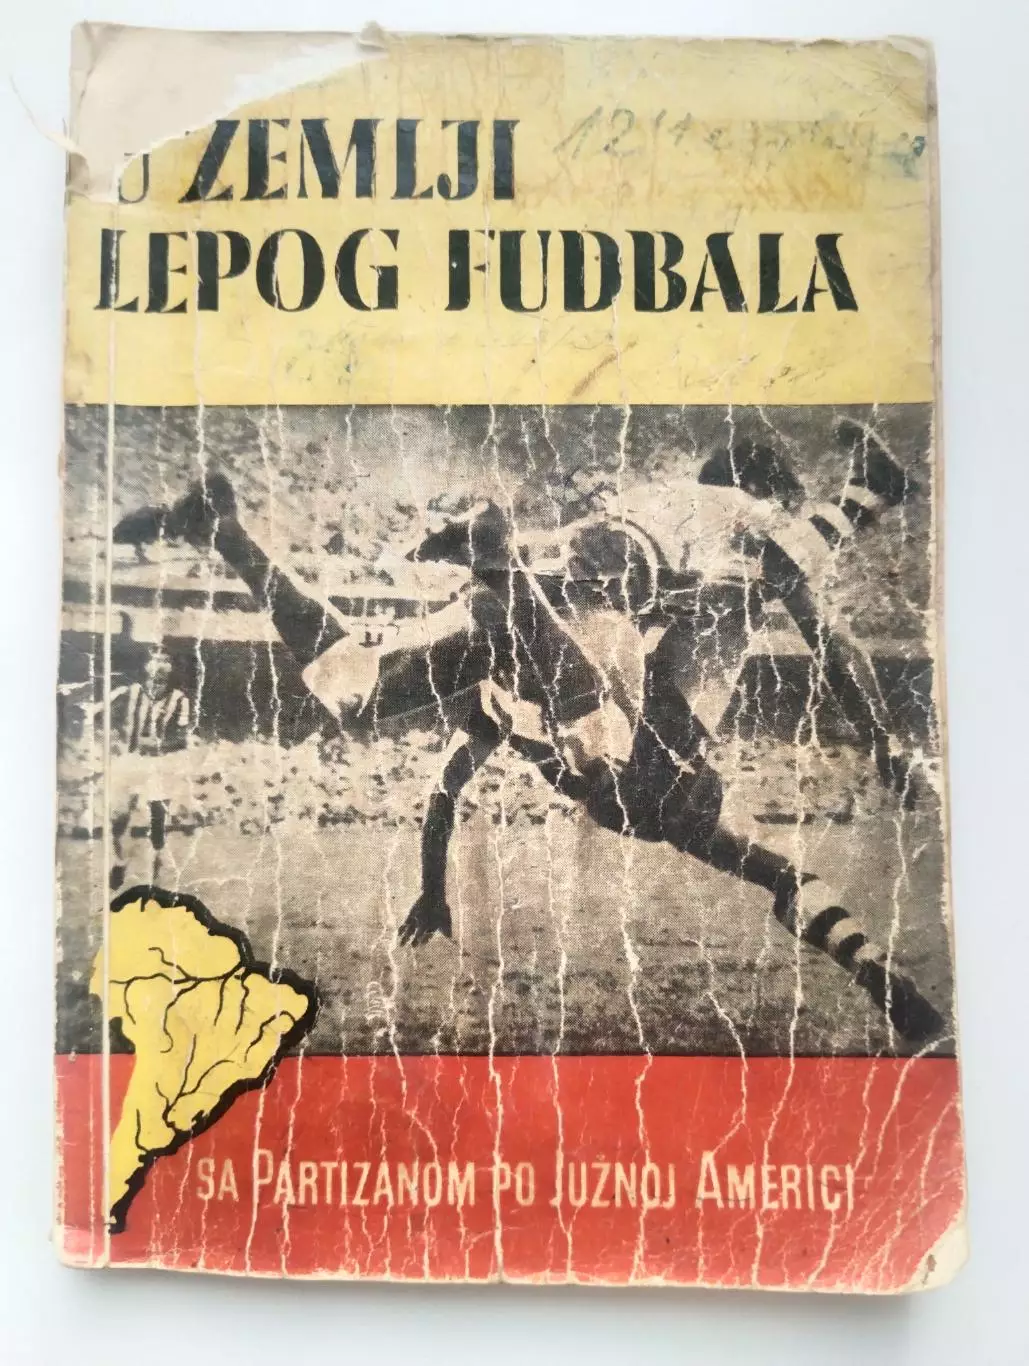 U ZEMLJI
LEPOG FUDBALA
SA PARTIZANOM PO JUŽNOJ AMERICI